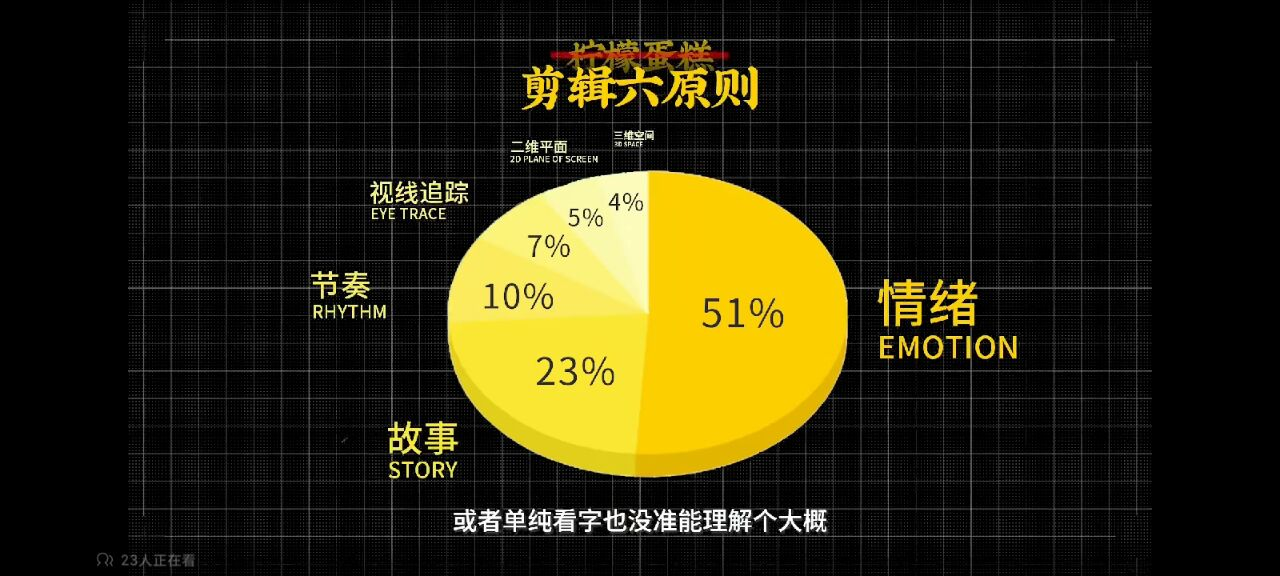 柠檬蛋糕
剪辑六原则
三维空间
3D SPACE
二维平面
2D PLANE OF SCREEN
视线追踪
EYE TRACE
4%
5%
7%
节奏
RHYTHM
10%
51%
情绪
EMOTION
23%
故事
STORY
或者单纯看字也没准能理解个大概
23人正在看